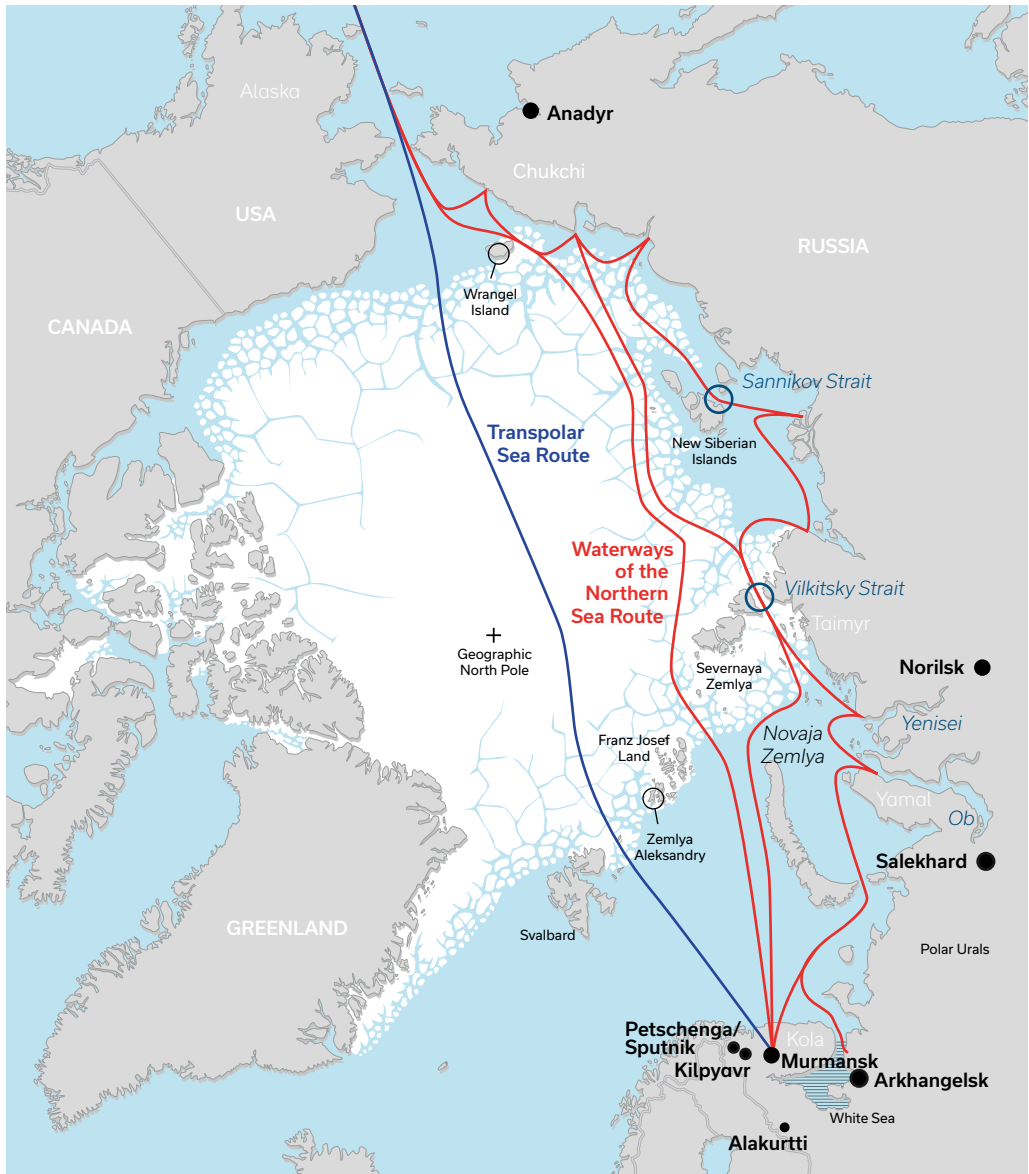 Alaska
Anadyr
Chukchi
USA
RUSSIA
Wrangel
Island
CANADA
Sannikov Strait
Transpolar
Sea Route
New Siberian
Islands
Waterways
of the
Northern
Sea Route
Vilkitsky Strait
Taimyr
Geographic
North Pole
Severnaya
Zemlya
Norilsk
Yenisei
Novaja
Zemlya
Franz Josef
Land
Yamal
Ob
Zemlya
Aleksandry
Salekhard
GREENLAND
Svalbard
Polar Urals
Petschenga/
Sputnik
Kilpyavr
Kola
Murmansk
Arkhangelsk
White Sea
Alakurtti